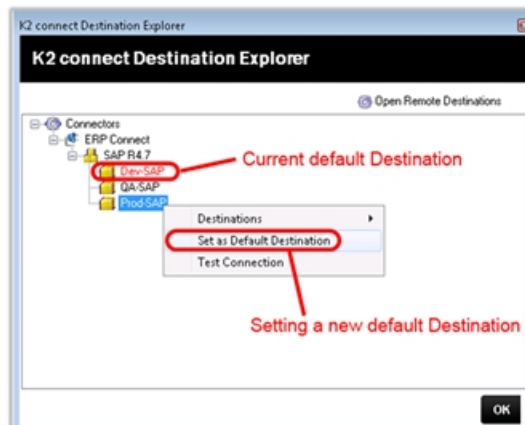 K2 connect Destination Explorer
K2 connect Destination Explorer
Open Remote Destinations
Connectors
ERP Connect
SAP R4.7
Dev-SAP
Current default Destination
QA-SAP
Prod-SAP
Destinations
Set as Default Destination
Test Connection
Setting a new default Destination
OK